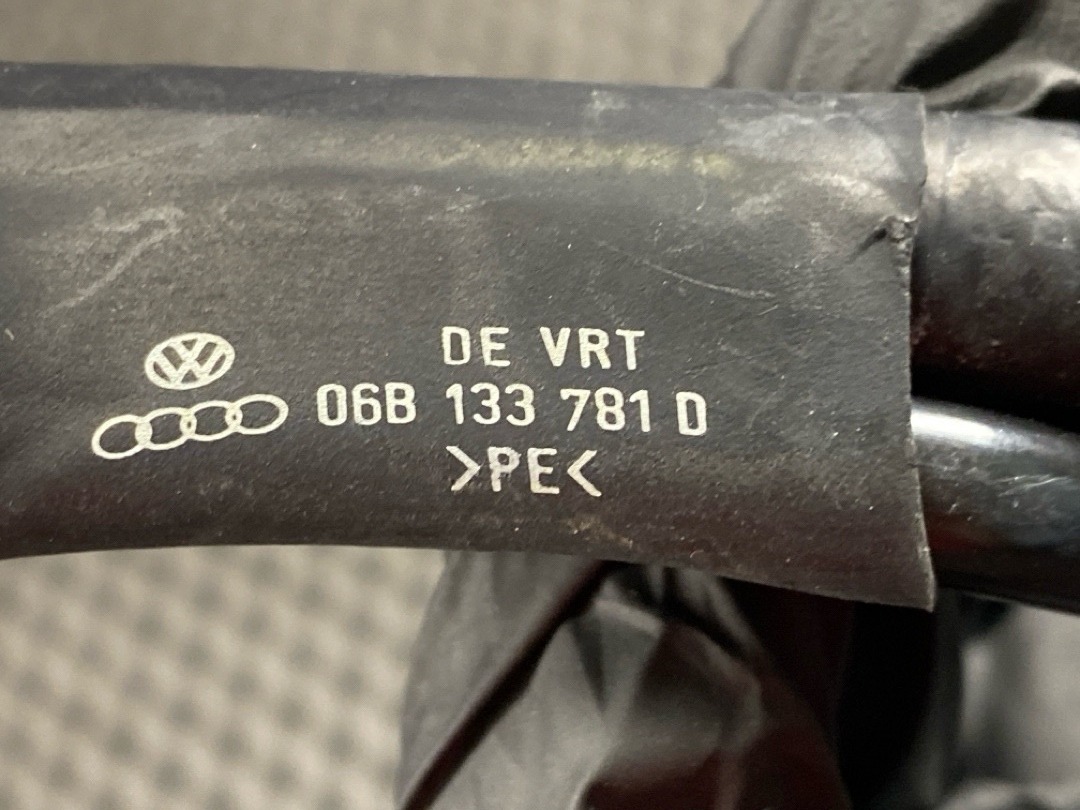 DE VRT
06B 133 781 D
>PE<